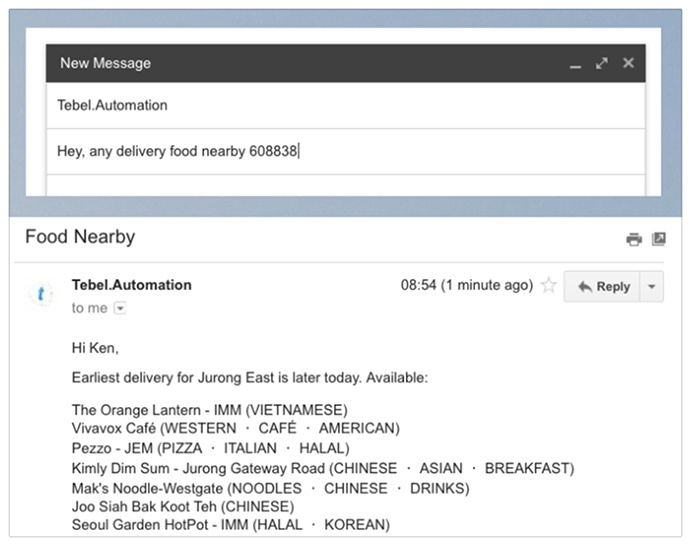 New Message
Tebel.Automation
Hey, any delivery food nearby 608838
Food Nearby
t
Tebel.Automation
08:54 (1 minute ago)
Reply
to me
Hi Ken,
Earliest delivery for Jurong East is later today. Available:
The Orange Lantern - IMM (VIETNAMESE)
Vivavox Café (WESTERN · CAFÉ · AMERICAN)
Pezzo - JEM (PIZZA · ITALIAN · HALAL)
Kimly Dim Sum - Jurong Gateway Road (CHINESE · ASIAN · BREAKFAST)
Mak's Noodle-Westgate (NOODLES · CHINESE · DRINKS)
Joo Siah Bak Koot Teh (CHINESE)
Seoul Garden HotPot - IMM (HALAL · KOREAN)